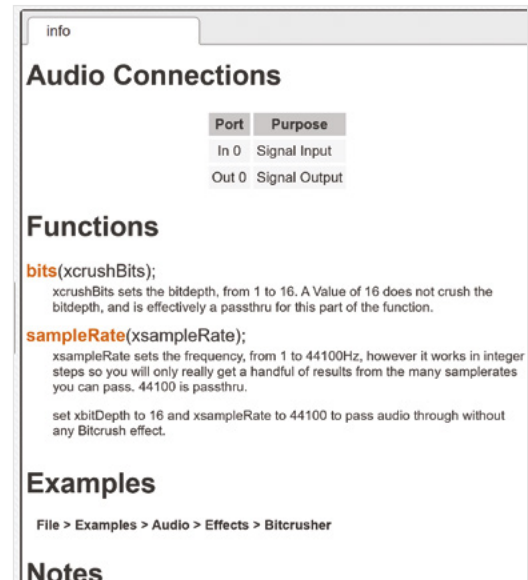 info
Audio Connections
Port Purpose
In 0 Signal Input
Out 0 Signal Output
Functions
bits(xcrushBits);
xcrushBits sets the bitdepth, from 1 to 16. A Value of 16 does not crush the
bitdepth, and is effectively a passthru for this part of the function.
sampleRate(xsampleRate);
xsampleRate sets the frequency, from 1 to 44100Hz, however it works in integer
steps so you will only really get a handful of results from the many samplerates
you can pass. 44100 is passthru.
set xbitDepth to 16 and xsampleRate to 44100 to pass audio through without
any Bitcrush effect.
Examples
File > Examples > Audio > Effects > Bitcrusher
Notes